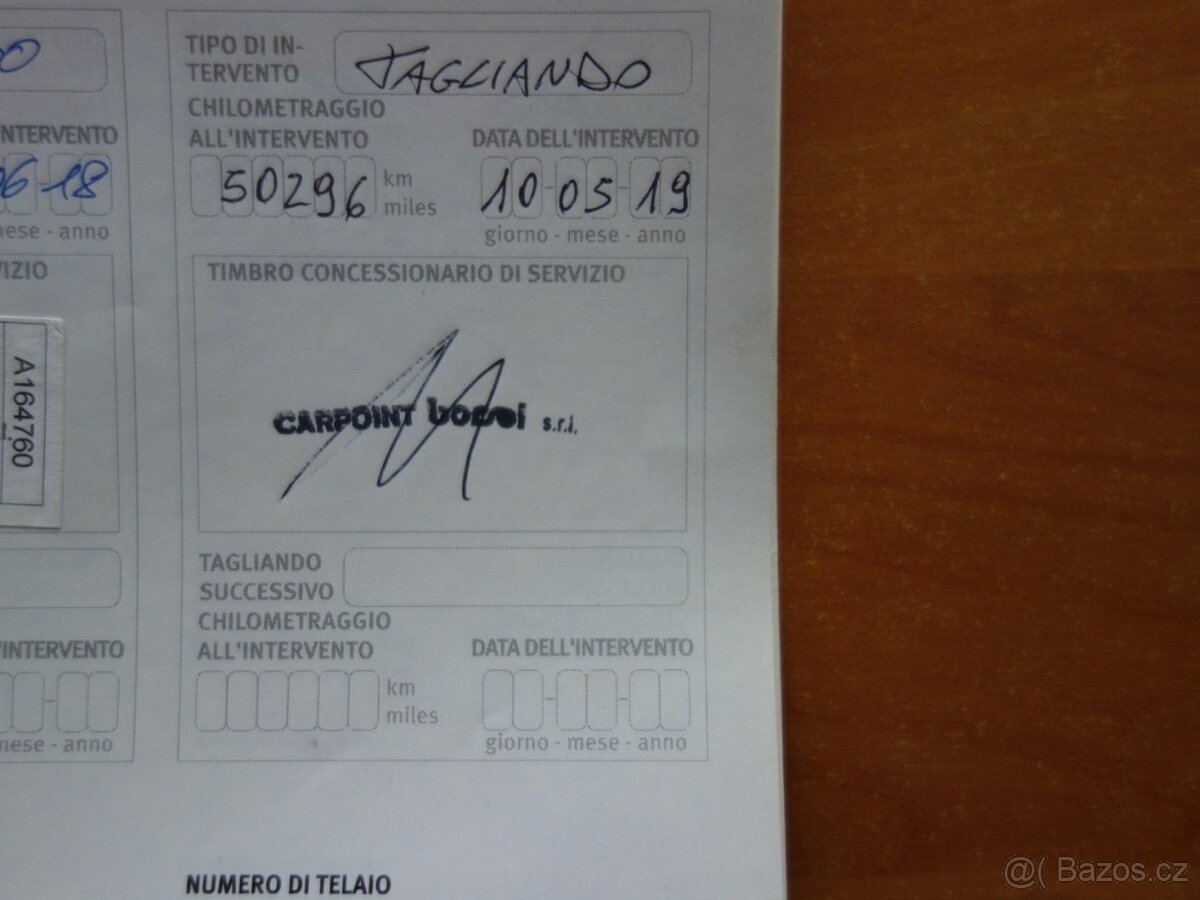 TIPO DI IN-
TERVENTO
TAGLIANDO
CHILOMETRAGGIO
ALL'INTERVENTO
50296
km
miles
DATA DELL'INTERVENTO
10-05-19
giorno - mese - anno
TIMBRO CONCESSIONARIO DI SERVIZIO
CARPOINT
s.r.l.
TAGLIANDO
SUCCESSIVO
CHILOMETRAGGIO
ALL'INTERVENTO
km
miles
DATA DELL'INTERVENTO
giorno - mese - anno
NUMERO DI TELAIO
INTERVENTO
06-18
mese - anno
VIZIO
A164760
'INTERVENTO
mese - anno
@( Bazos.cz